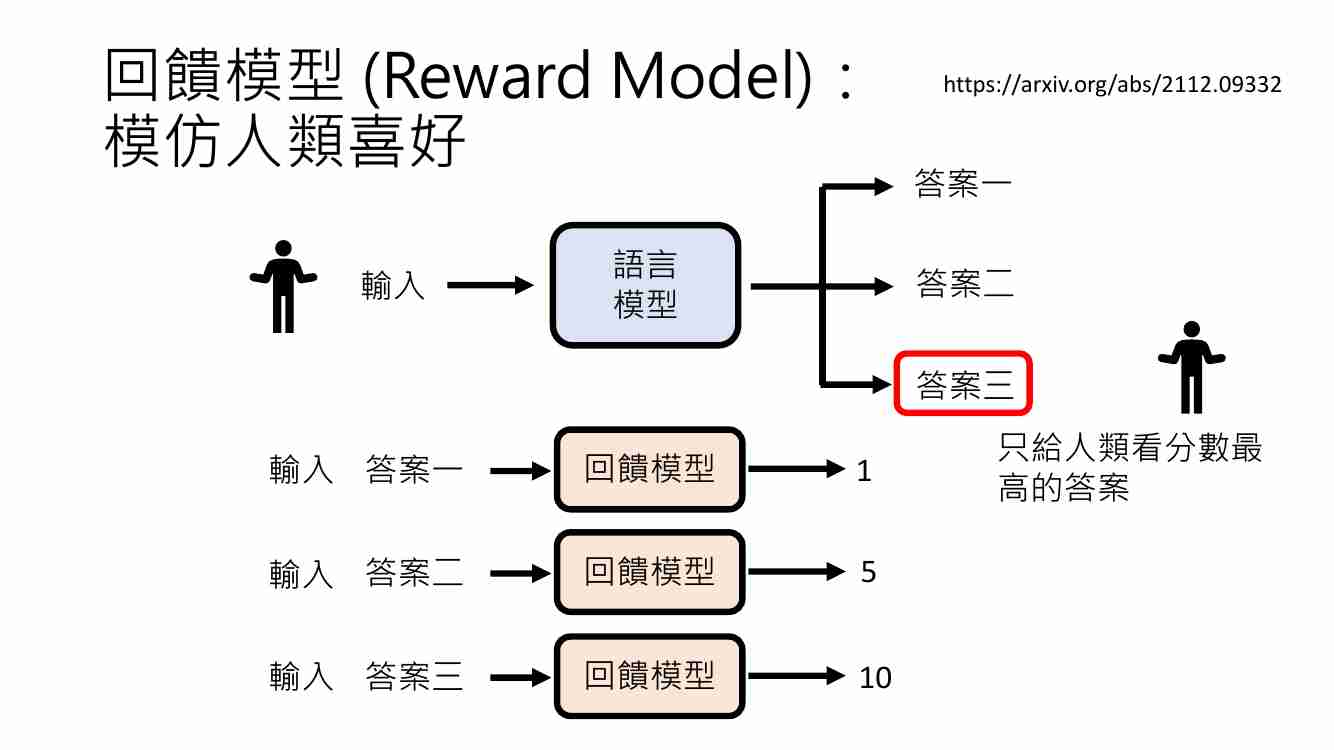 回饋模型 (Reward Model)：
模仿人類喜好
https://arxiv.org/abs/2112.09332
輸入
語言
模型
答案一
答案二
答案三
只給人類看分數最
高的答案
輸入 答案一 回饋模型 1
輸入 答案二 回饋模型 5
輸入 答案三 回饋模型 10